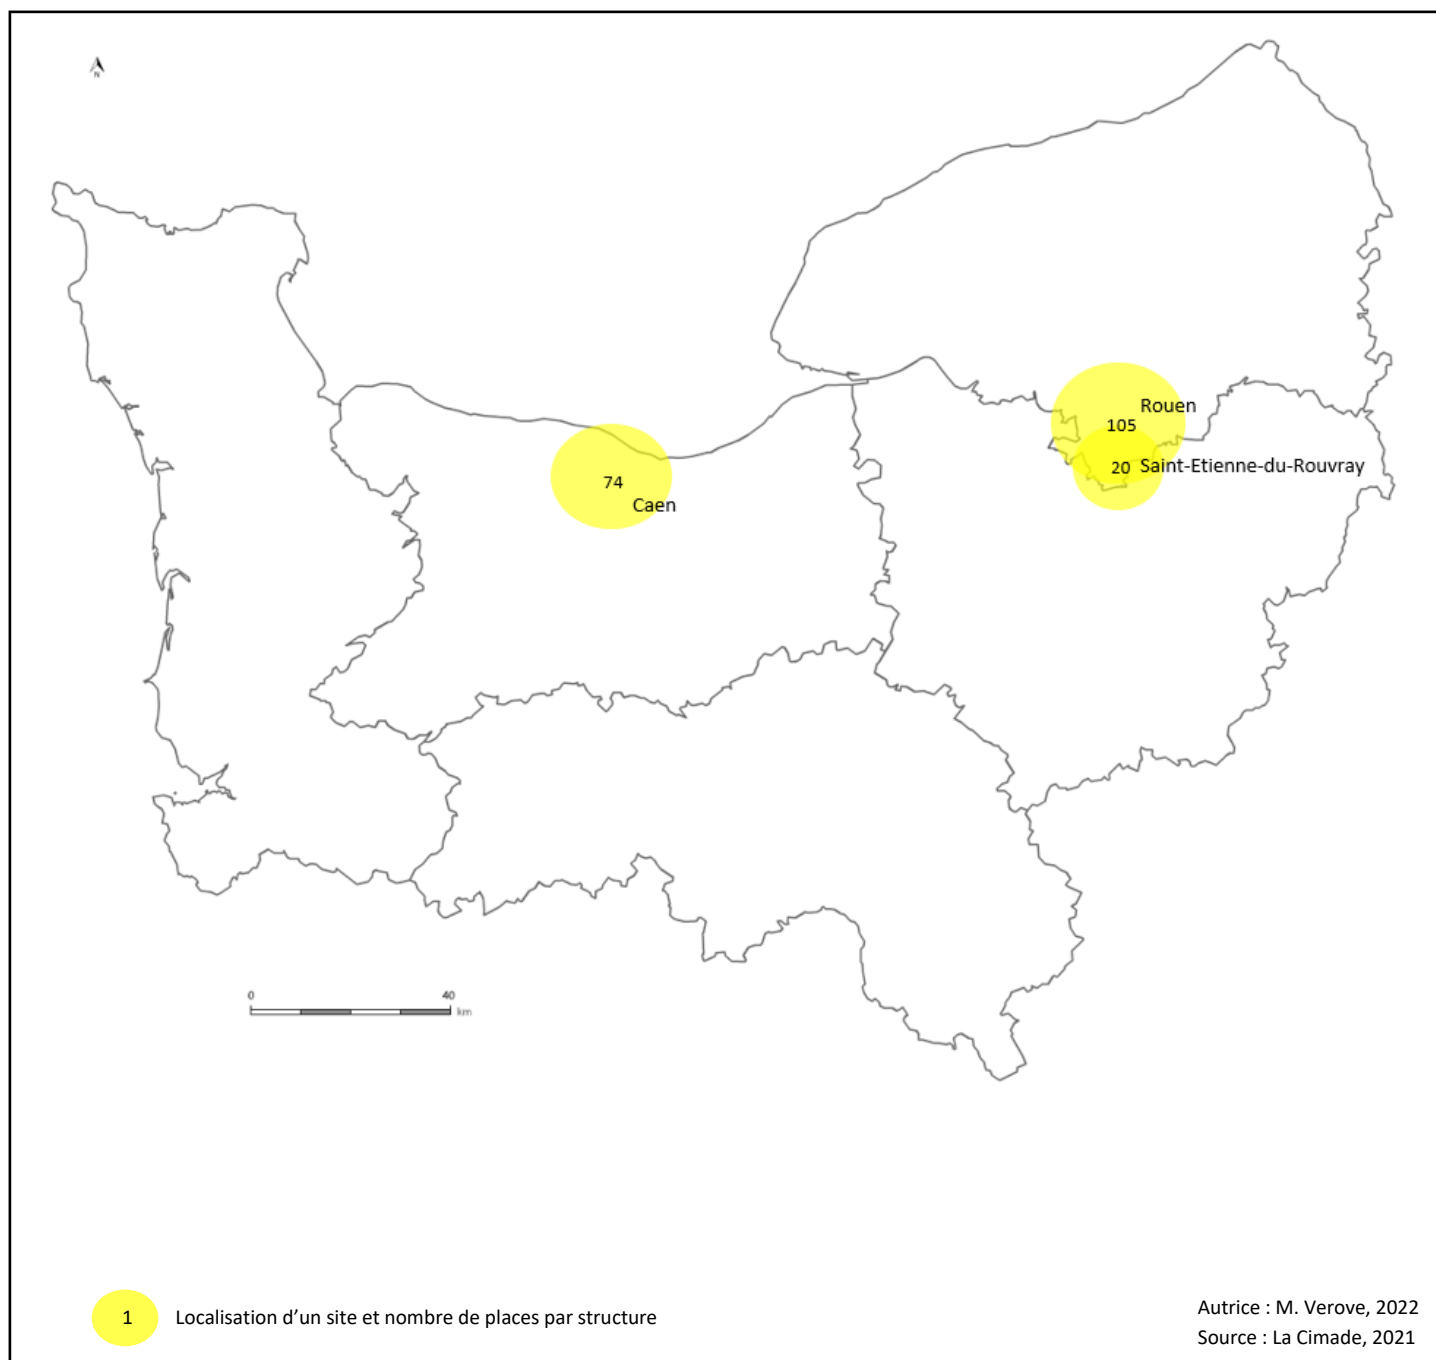 N
Rouen
105
20
Saint-Etienne-du-Rouvray
74
Caen
0 40
km
1 Localisation d’un site et nombre de places par structure
Autrice : M. Verove, 2022
Source : La Cimade, 2021